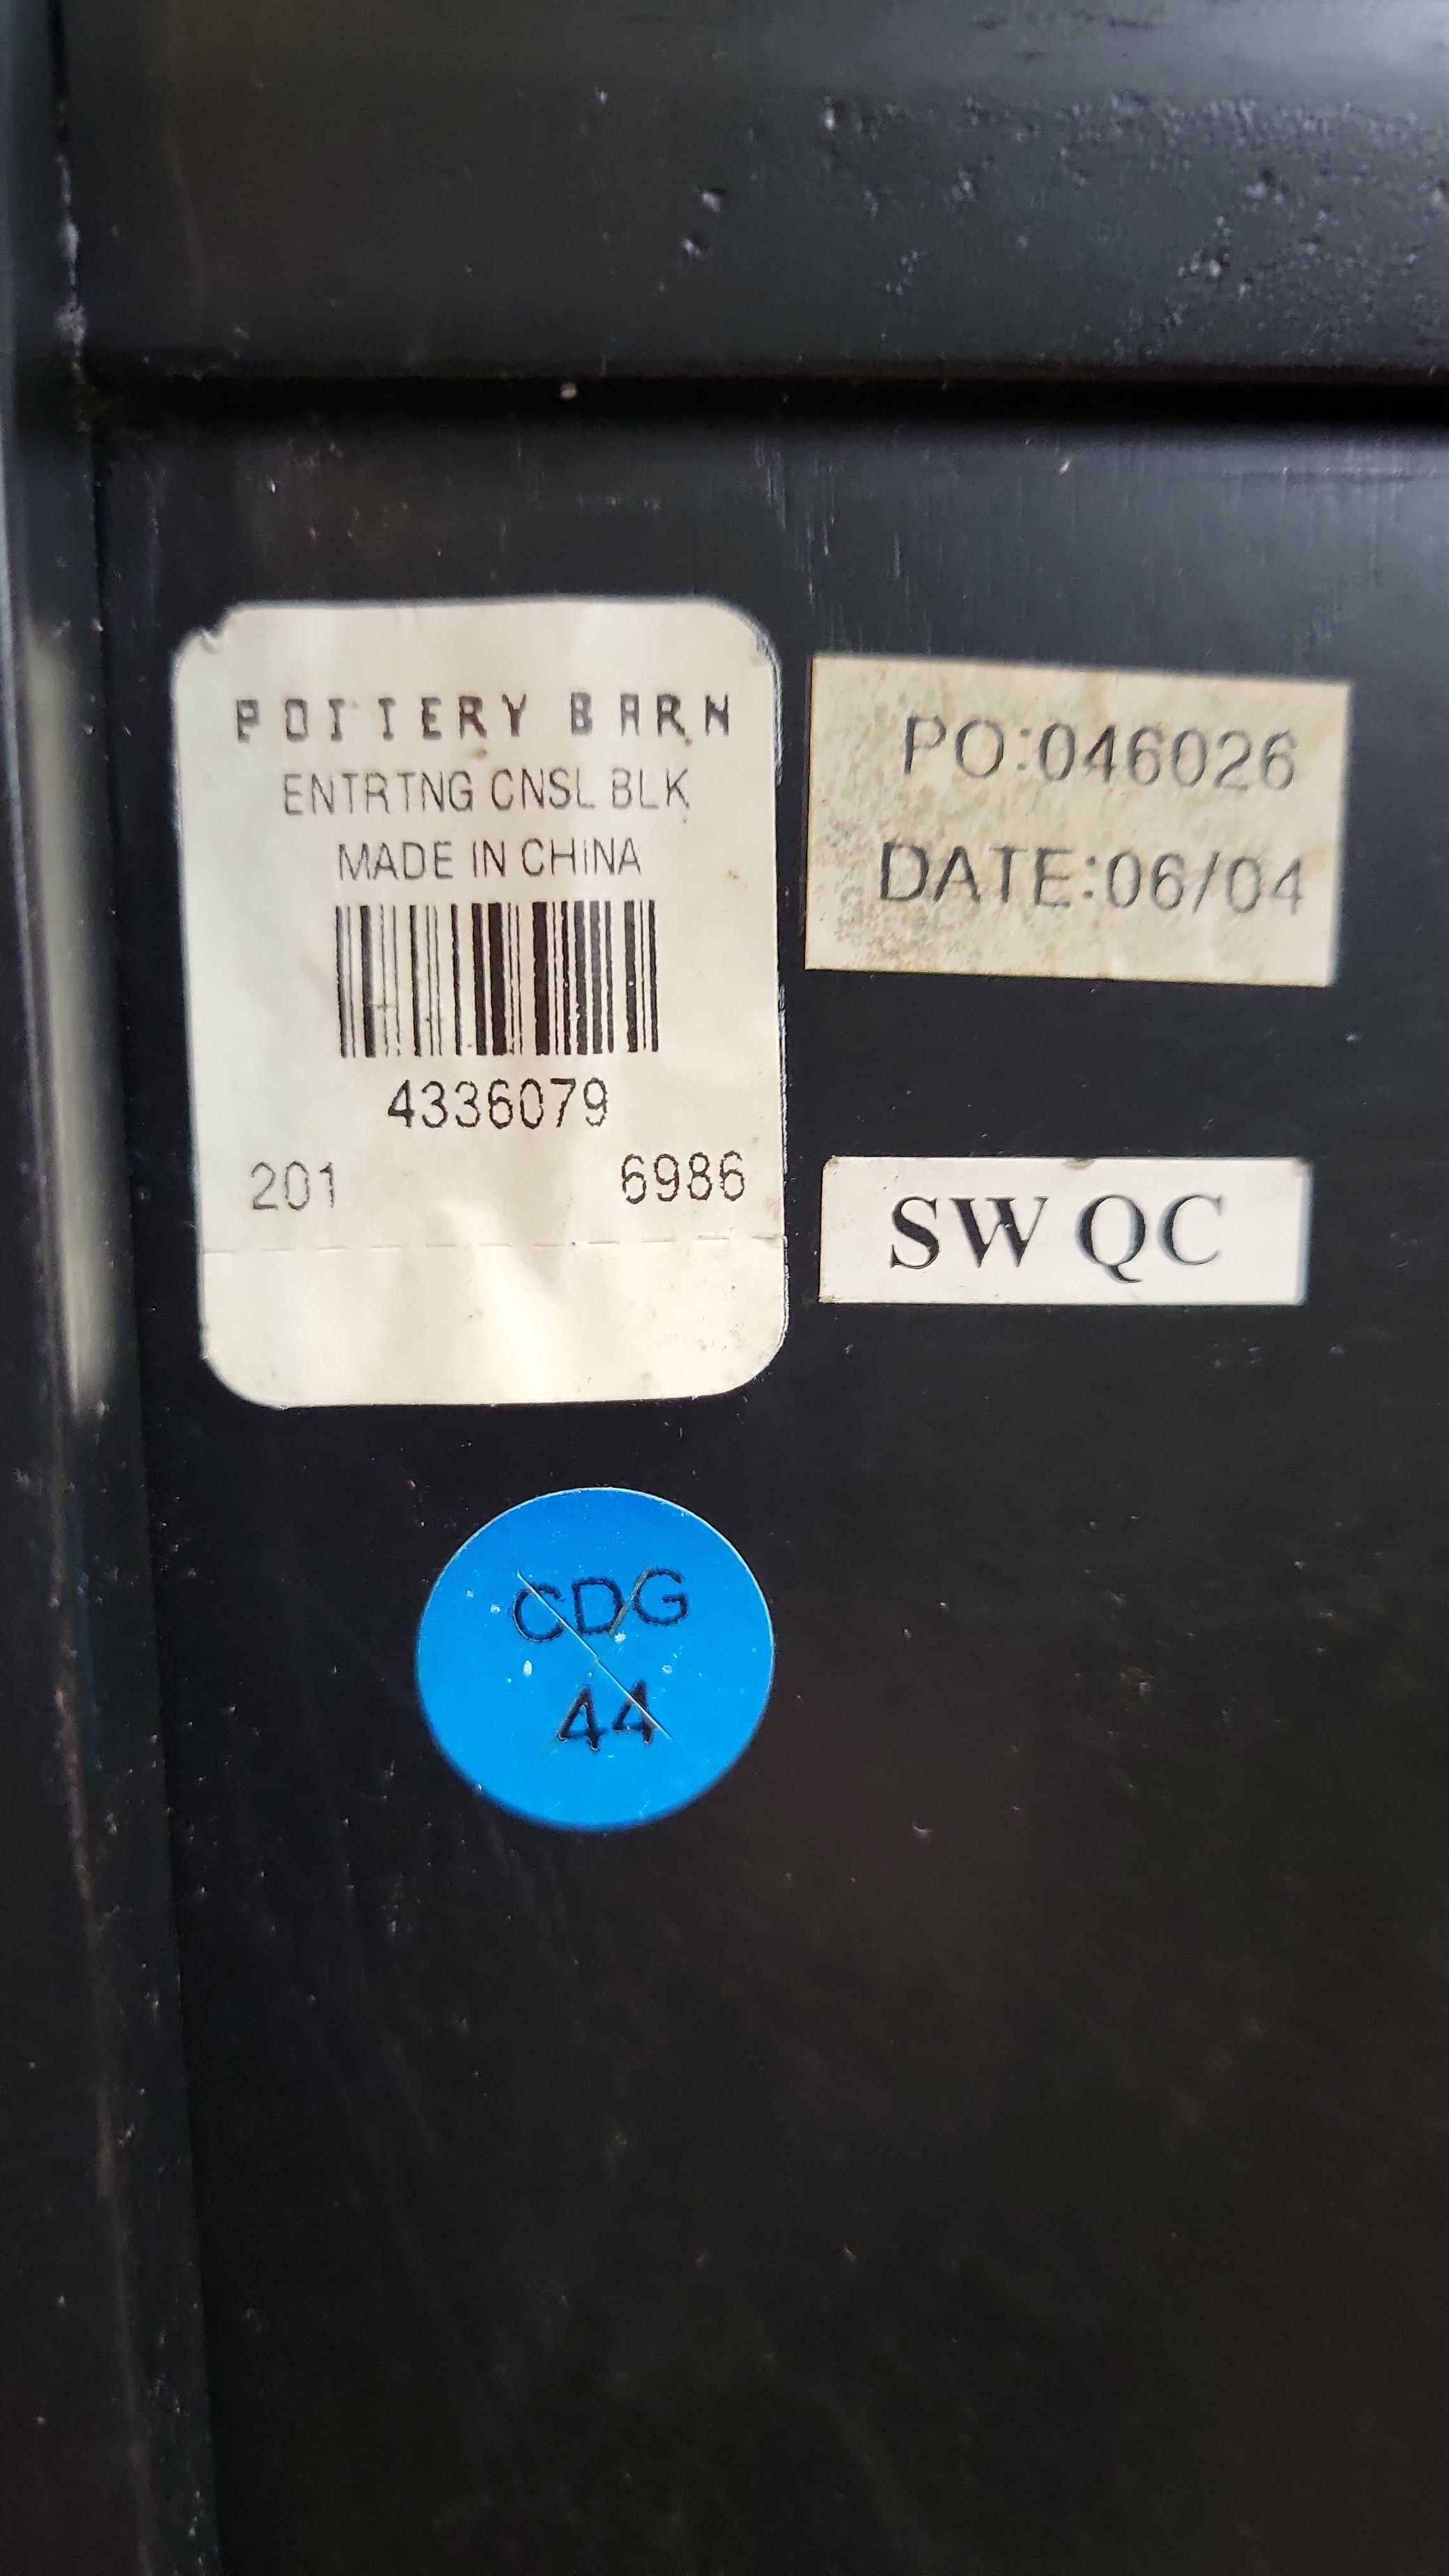 POTTERY BARN
ENTRTNG CNSL BLK
MADE IN CHINA
4336079
201 6986
PO:046026
DATE:06/04
SW QC
CDG
44